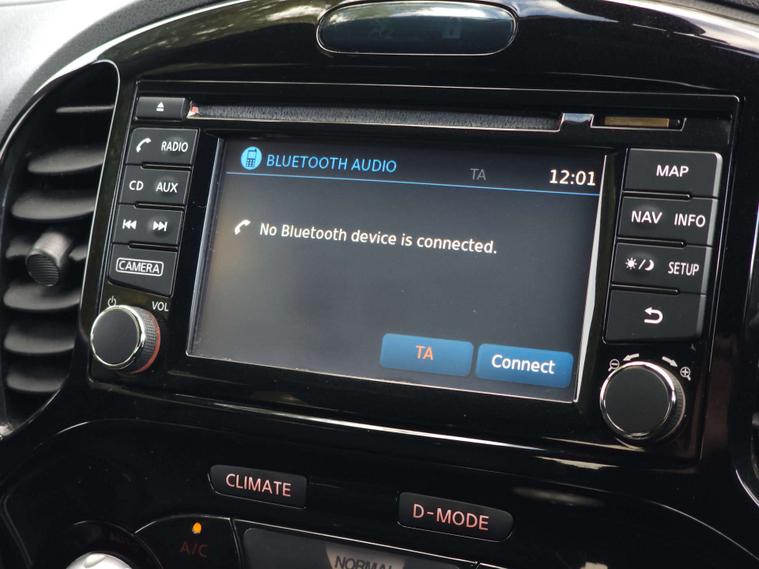 RADIO
CD AUX
CAMERA
VOL
BLUETOOTH AUDIO TA 12:01
No Bluetooth device is connected.
TA Connect
MAP
NAV INFO
SETUP
CLIMATE
D-MODE
A/C
NORMAL